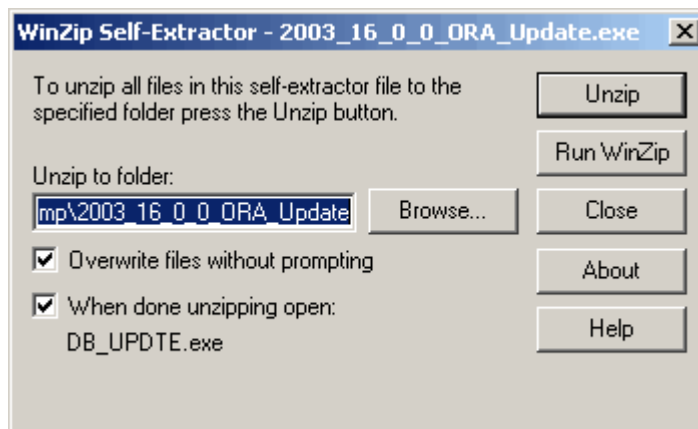 WinZip Self-Extractor - 2003_16_0_0_ORA_Update.exe
To unzip all files in this self-extractor file to the
specified folder press the Unzip button.
Unzip to folder:
mp\2003_16_0_0_ORA_Update
Browse...
Overwrite files without prompting
When done unzipping open:
DB_UPDTE.exe
Unzip
Run WinZip
Close
About
Help